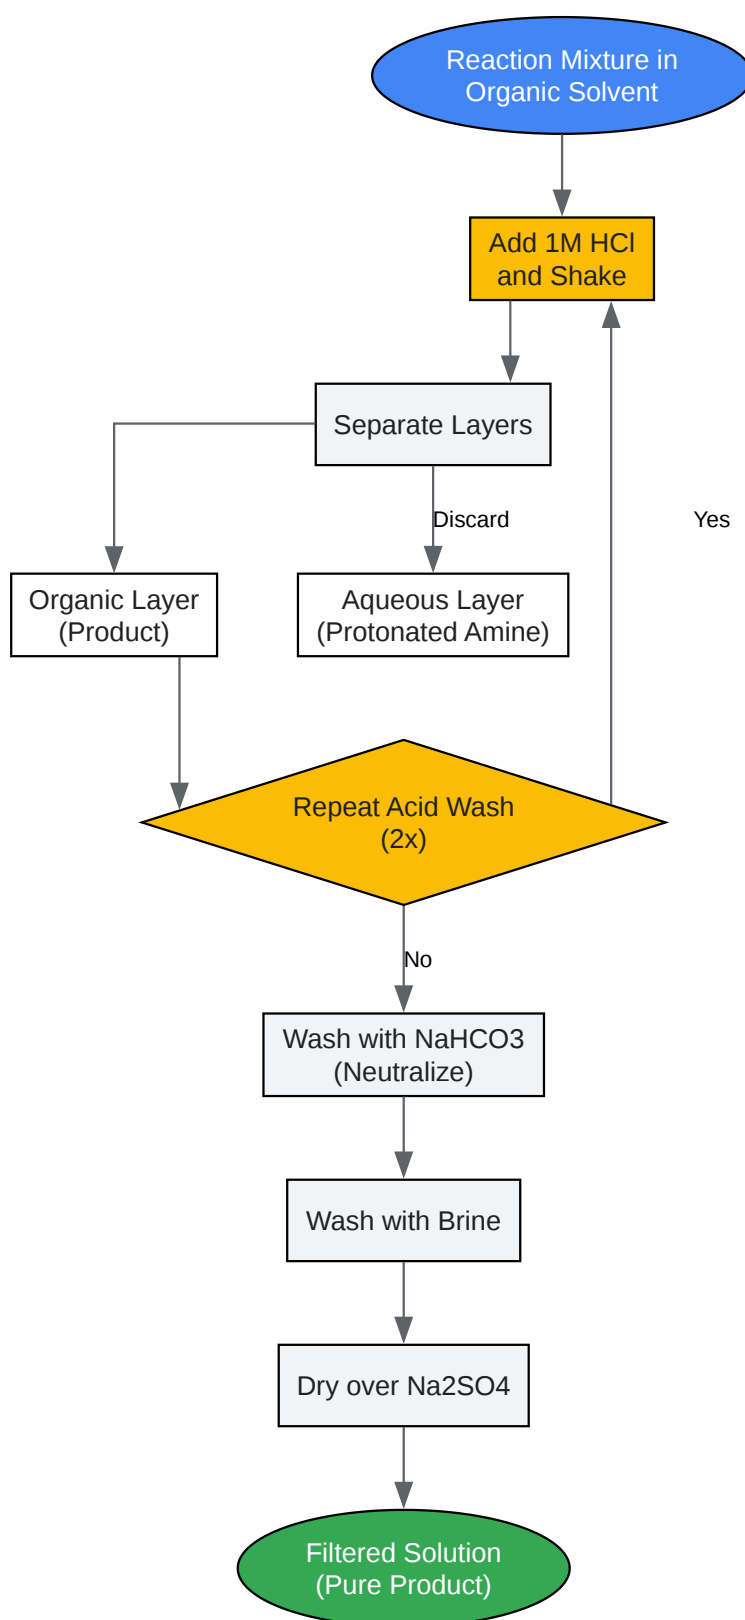 Reaction Mixture in
Organic Solvent
Add 1M HCl
and Shake
Separate Layers
Discard
Yes
Organic Layer
(Product)
Aqueous Layer
(Protonated Amine)
Repeat Acid Wash
(2x)
No
Wash with NaHCO3
(Neutralize)
Wash with Brine
Dry over Na2SO4
Filtered Solution
(Pure Product)